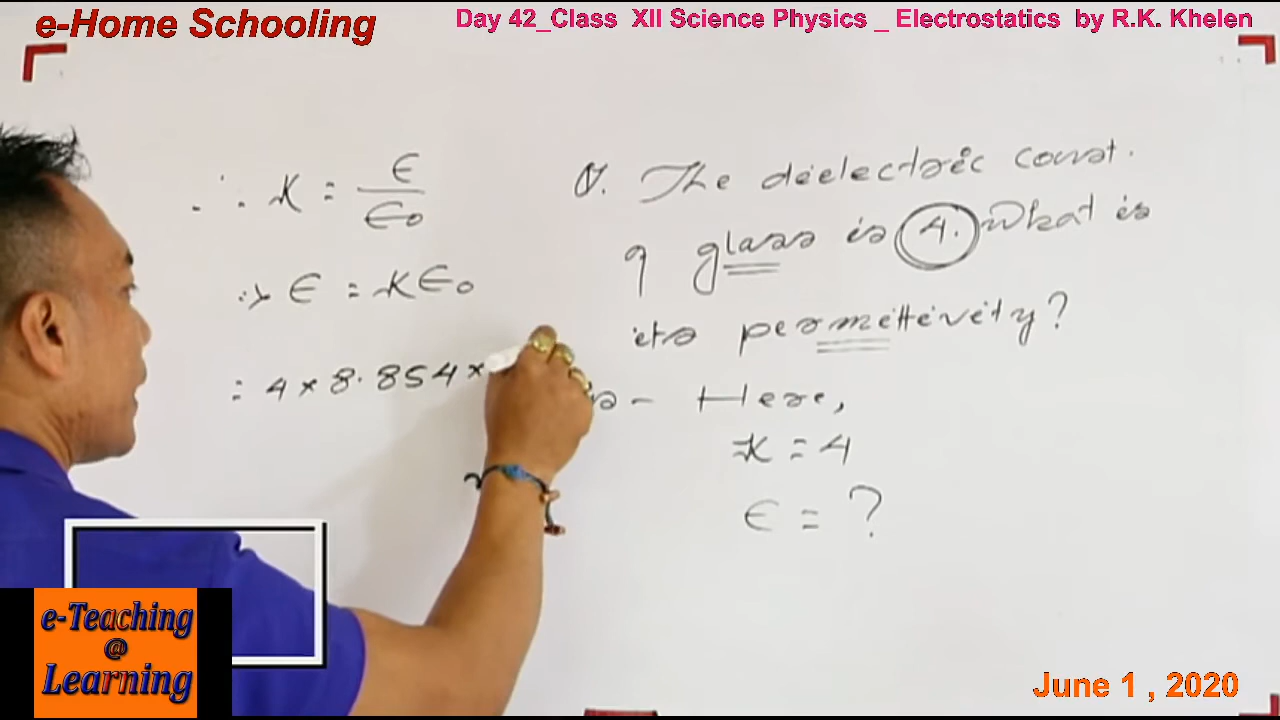 e-Home Schooling
Day 42_Class XII Science Physics _ Electrostatics by R.K. Khelen
∴ K = ϵ/ϵ₀
⇒ ϵ = Kϵ₀
= 4 × 8.854 ×
Q. The dielectric const.
of glass is 4. What is
its permittivity?
Here,
K = 4
ϵ = ?
e-Teaching
@
Learning
June 1 , 2020